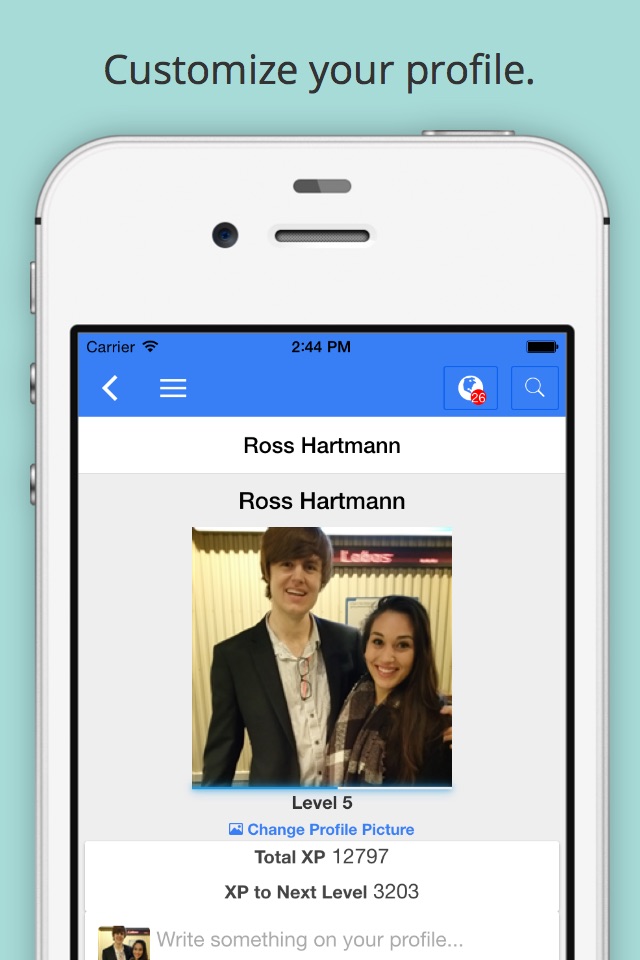 Customize your profile.
Carrier 2:44 PM
26
Ross Hartmann
Ross Hartmann
Lobos
Level 5
Change Profile Picture
Total XP 12797
XP to Next Level 3203
Write something on your profile...